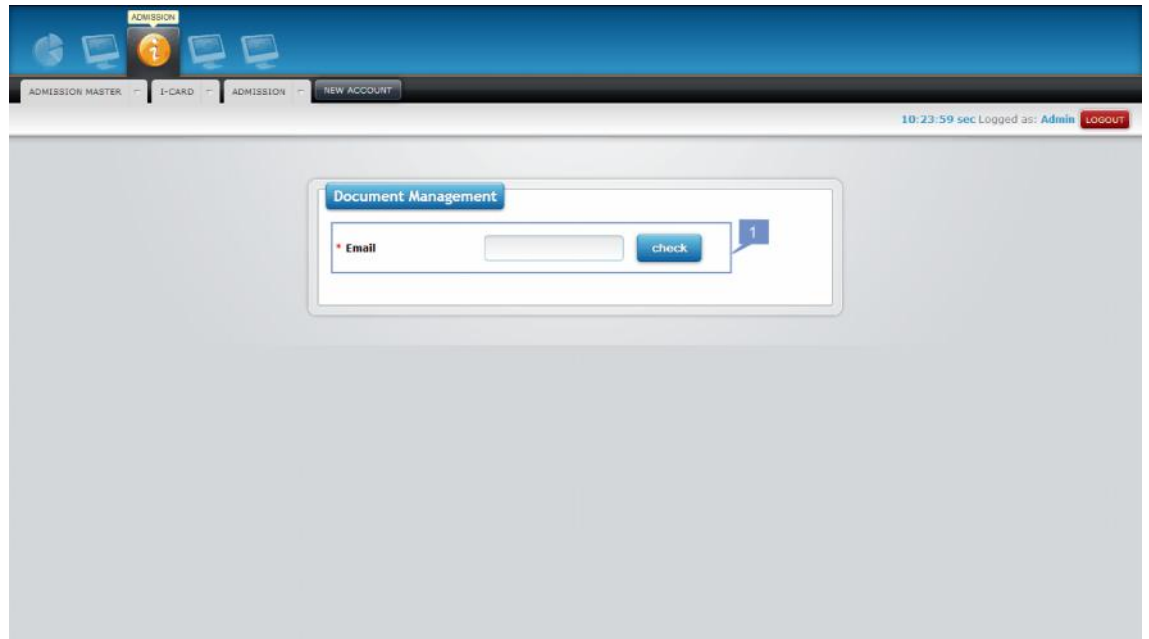 ADMISSION
ADMISSION MASTER I-CARD ADMISSION NEW ACCOUNT
10:23:59 sec Logged as: Admin LOGOUT
Document Management
1
* Email check